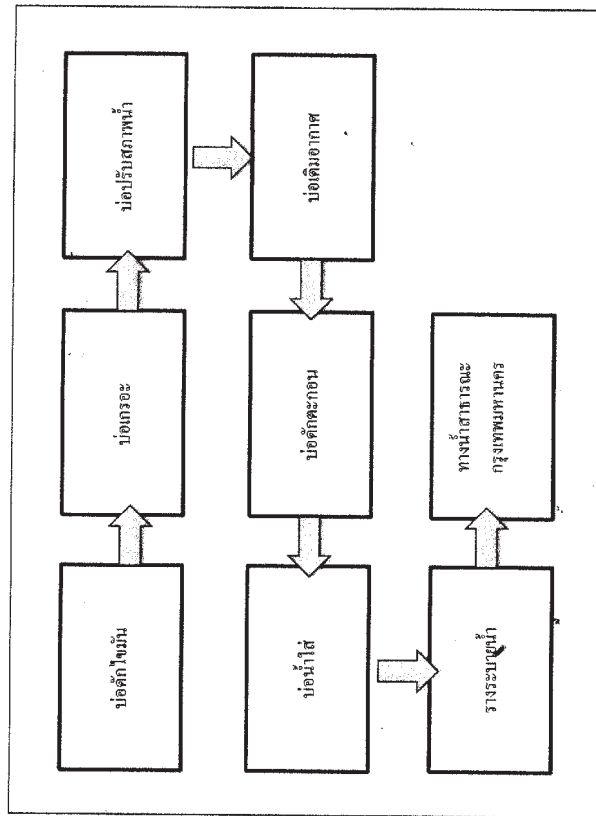 บ่อดักไขมัน
บ่อเกรอะ
บ่อปรับสภาพน้ำ
บ่อเติมอากาศ
บ่อดักตะกอน
บ่อน้ำใส่
รางระบายน้ำ
ทางน้ำสาธารณะ
กรุงเทพมหานคร